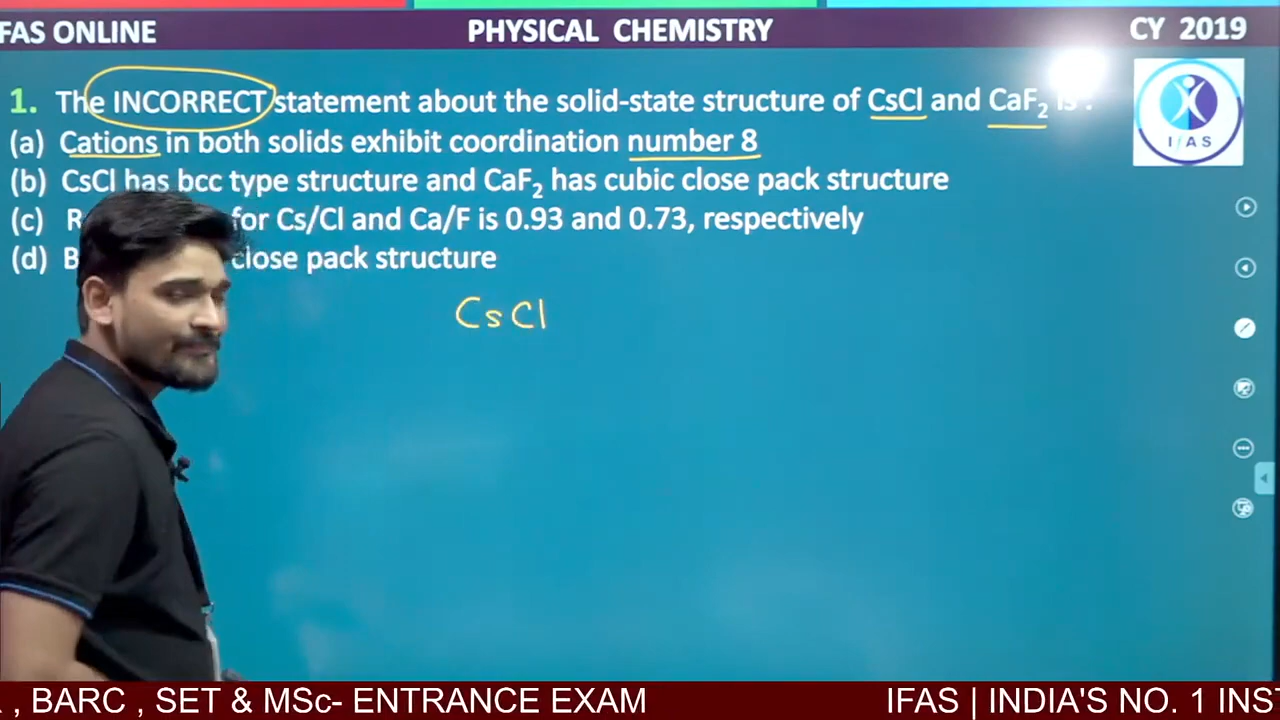 FAS ONLINE PHYSICAL CHEMISTRY CY 2019
1. The INCORRECT statement about the solid-state structure of CsCl and CaF₂ is :
(a) Cations in both solids exhibit coordination number 8
(b) CsCl has bcc type structure and CaF₂ has cubic close pack structure
(c) R for Cs/Cl and Ca/F is 0.93 and 0.73, respectively
(d) B close pack structure
IFAS
CsCl
, BARC , SET & MSc- ENTRANCE EXAM IFAS | INDIA'S NO. 1 INS